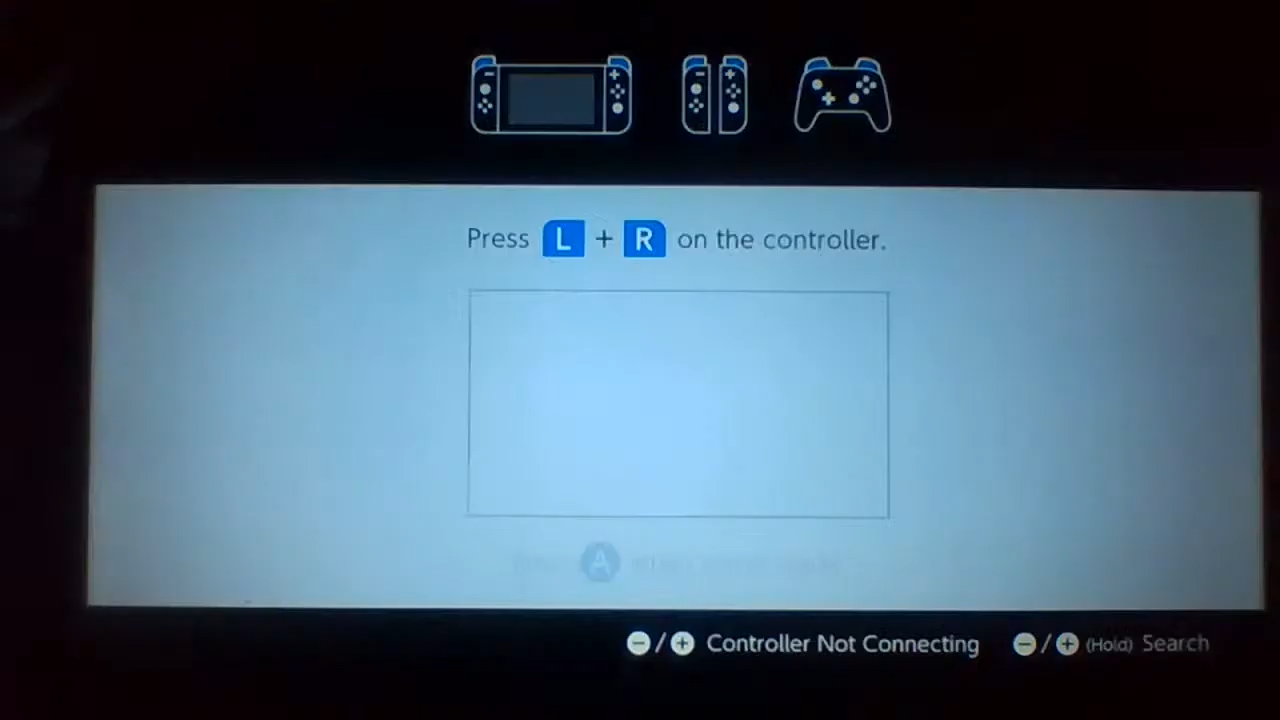 Press L + R on the controller.
A
−/+ Controller Not Connecting −/+ (Hold) Search